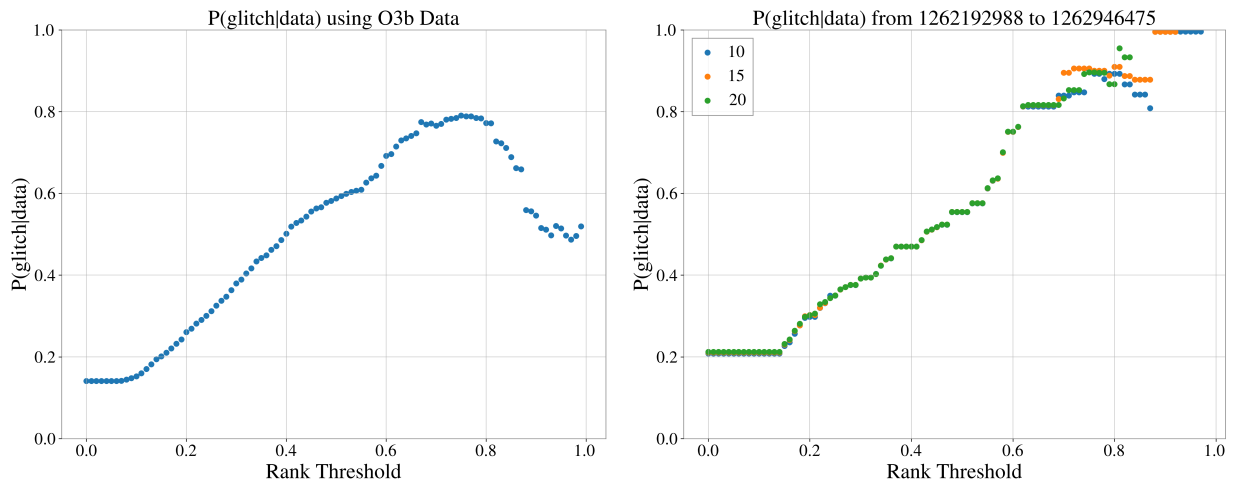 P(glitch|data) using O3b Data
1.0
0.8
0.6
0.4
0.2
0.0
P(glitch|data)
0.0 0.2 0.4 0.6 0.8 1.0
Rank Threshold
P(glitch|data) from 1262192988 to 1262946475
10
15
20
1.0
0.8
0.6
0.4
0.2
0.0
P(glitch|data)
0.0 0.2 0.4 0.6 0.8 1.0
Rank Threshold